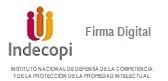 Firma Digital
Indecopi
INSTITUTO NACIONAL DE DEFENSA DE LA COMPETENCIA
Y DE LA PROTECCIÓN DE LA PROPIEDAD INTELECTUAL